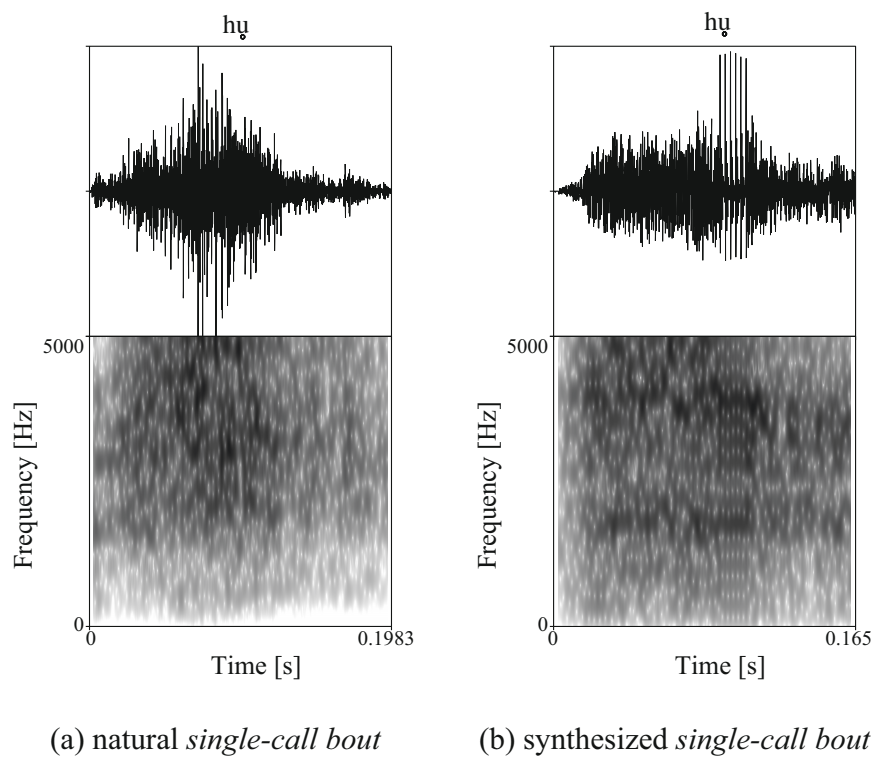 hu̥
hu̥
5000
5000
Frequency [Hz]
Frequency [Hz]
0
0
0
0.1983
0
0.165
Time [s]
Time [s]
(a) natural single-call bout
(b) synthesized single-call bout